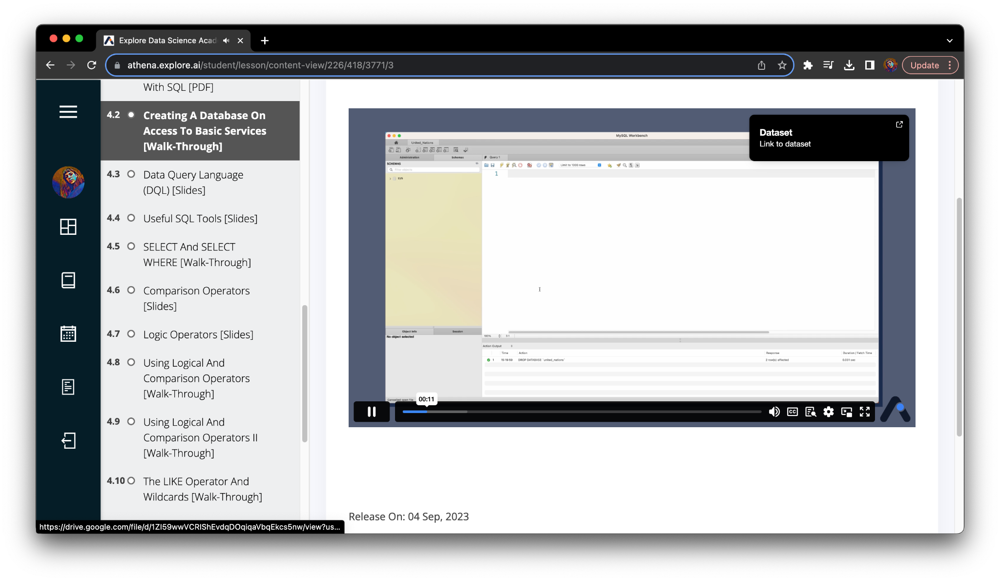 Explore Data Science Acad
athena.explore.ai/student/lesson/content-view/226/418/3771/3
Update
With SQL [PDF]
4.2 Creating A Database On
Access To Basic Services
[Walk-Through]
4.3 Data Query Language
(DQL) [Slides]
4.4 Useful SQL Tools [Slides]
4.5 SELECT And SELECT
WHERE [Walk-Through]
4.6 Comparison Operators
[Slides]
4.7 Logic Operators [Slides]
4.8 Using Logical And
Comparison Operators
[Walk-Through]
4.9 Using Logical And
Comparison Operators II
[Walk-Through]
4.10 The LIKE Operator And
Wildcards [Walk-Through]
https://drive.google.com/file/d/1ZI59wwVCRIShEvdqDOqiqaVbqEkcs5nw/view?us...
Dataset
Link to dataset
MySQL Workbench
United_Nations
Administration Schemas Query 1
SCHEMAS
Filter objects
Limit to 1000 rows
1
sys
Object Info Session
No object selected
100% 3:1
Action Output
Time Action Response Duration / Fetch Time
1 15:19:59 DROP DATABASE `united_nations` 2 row(s) affected 0.031 sec
Cancelled open file
00:11
CC
Release On: 04 Sep, 2023